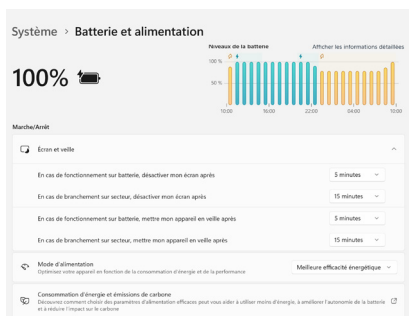 Système > Batterie et alimentation
Niveaux de la batterie
Afficher les informations détaillées
100 %
100%
50 %
10:00 16:00 22:00 04:00 10:00
Marche/Arrêt
Écran et veille
En cas de fonctionnement sur batterie, désactiver mon écran après
5 minutes
En cas de branchement sur secteur, désactiver mon écran après
15 minutes
En cas de fonctionnement sur batterie, mettre mon appareil en veille après
5 minutes
En cas de branchement sur secteur, mettre mon appareil en veille après
15 minutes
Mode d'alimentation
Optimisez votre appareil en fonction de la consommation d'énergie et de la performance
Meilleure efficacité énergétique
Consommation d'énergie et émissions de carbone
Découvrez comment choisir des paramètres d'alimentation efficaces peut vous aider à utiliser moins d'énergie, à améliorer l'autonomie de la batterie
et à réduire l'impact sur le carbone